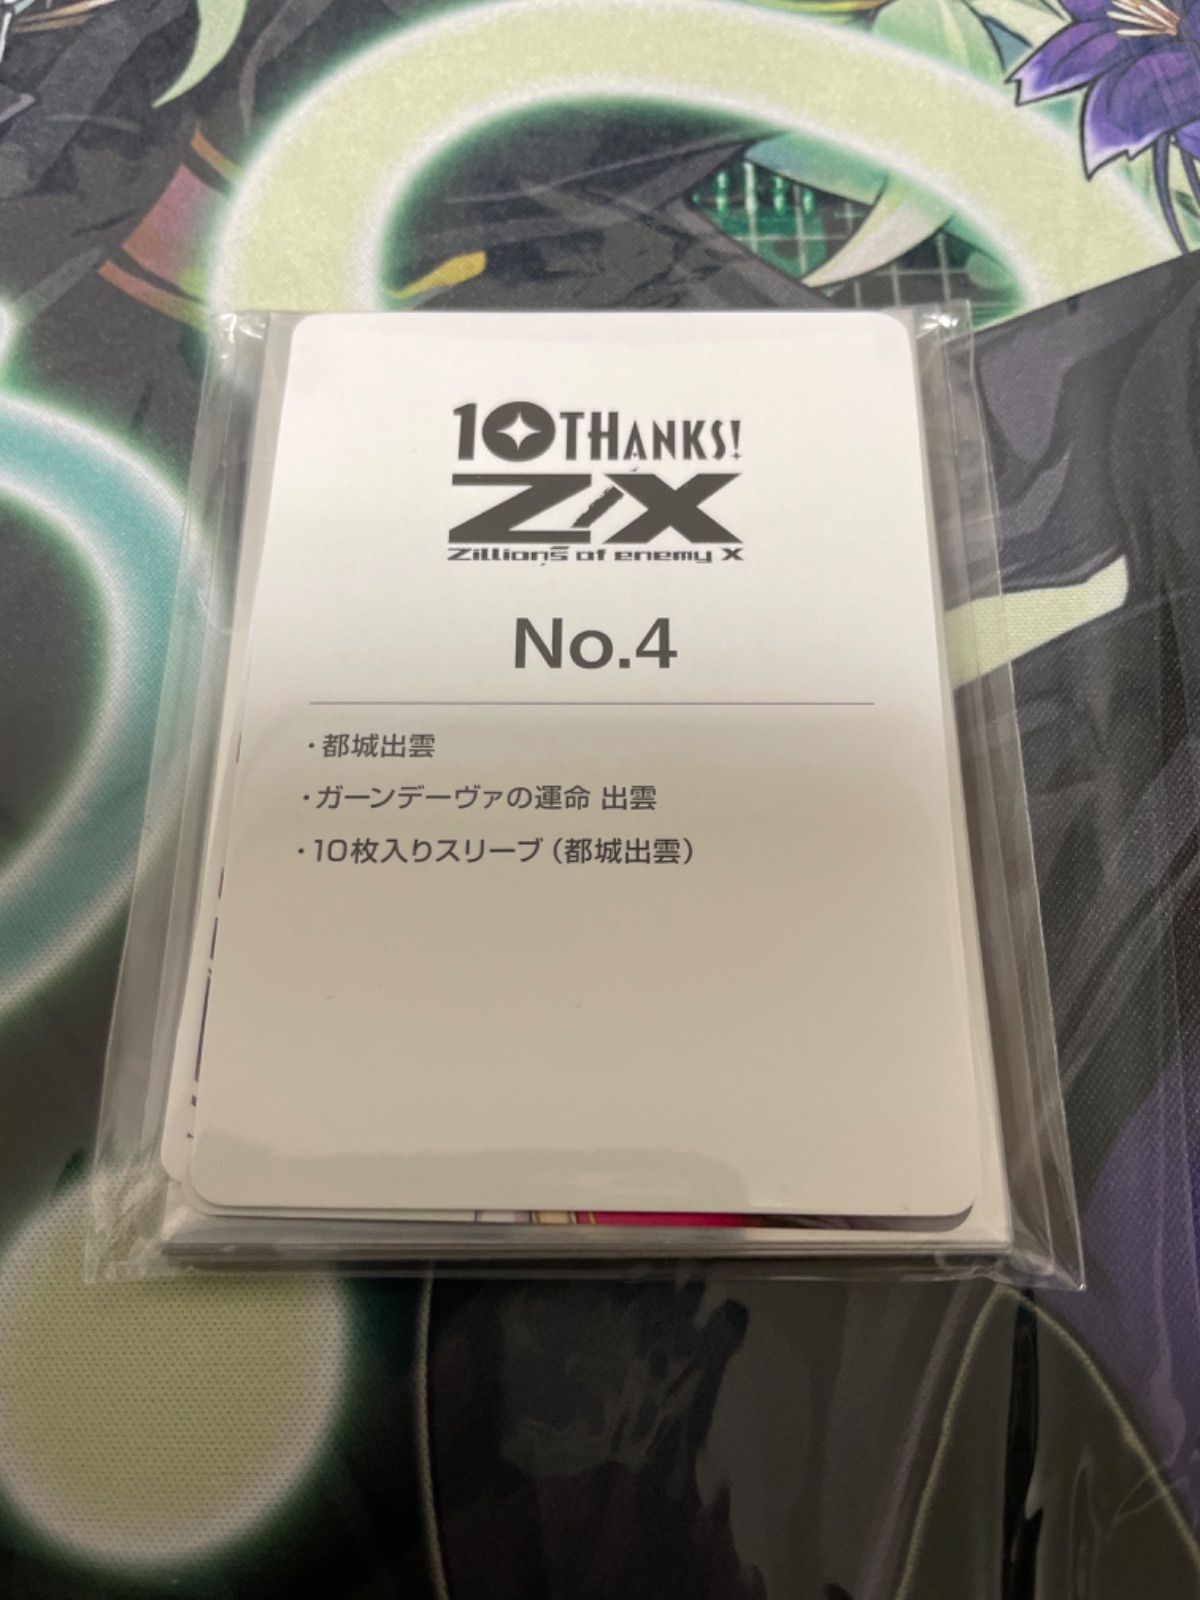 10THANKS!
Z/X
Zillions of enemy X
No.4
・都城出雲
・ガーンデーヴァの運命 出雲
・10枚入りスリーブ（都城出雲）